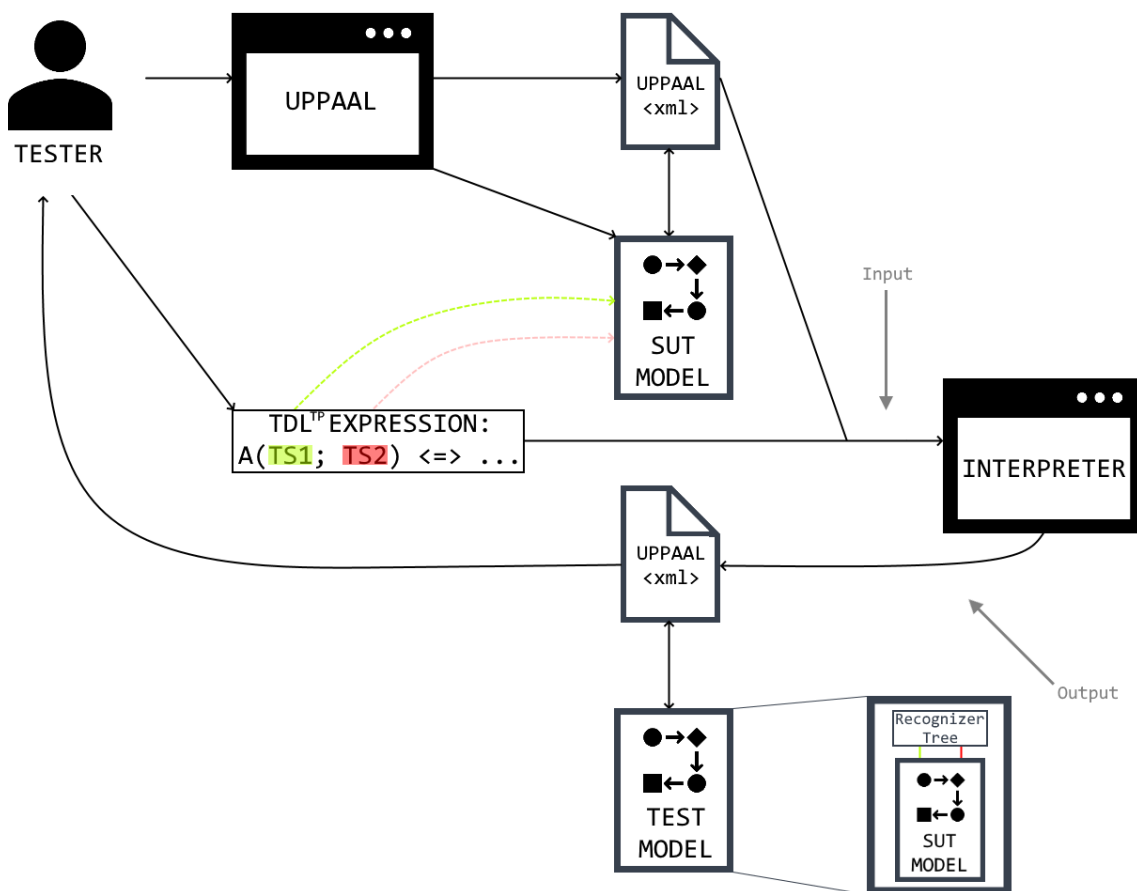 UPPAAL
UPPAAL
<xml>
TESTER
Input
SUT
MODEL
TDL^TP EXPRESSION:
A(TS1; TS2) <=> ...
INTERPRETER
UPPAAL
<xml>
Output
Recognizer
Tree
TEST
MODEL
SUT
MODEL